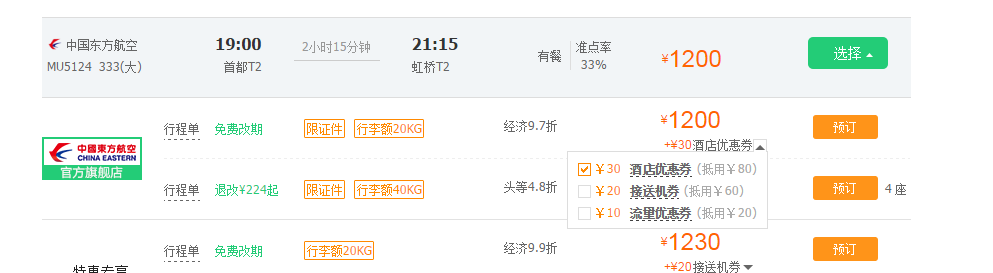 中国东方航空 19:00 2小时15分钟 21:15 有餐 准点率 ¥1200 选择
MU5124 333(大) 首都T2 虹桥T2 33%
行程单 免费改期 限证件 行李额20KG 经济9.7折 ¥1200 预订
+¥30酒店优惠券
中國東方航空
CHINA EASTERN
官方旗舰店
¥30 酒店优惠券 (抵用¥80)
行程单 退改¥224起 限证件 行李额40KG 头等4.8折 预订 4 座
¥20 接送机券 (抵用¥60)
¥10 流量优惠券 (抵用¥20)
行程单 免费改期 行李额20KG 经济9.9折 ¥1230 预订
+¥20接送机券
特惠专享